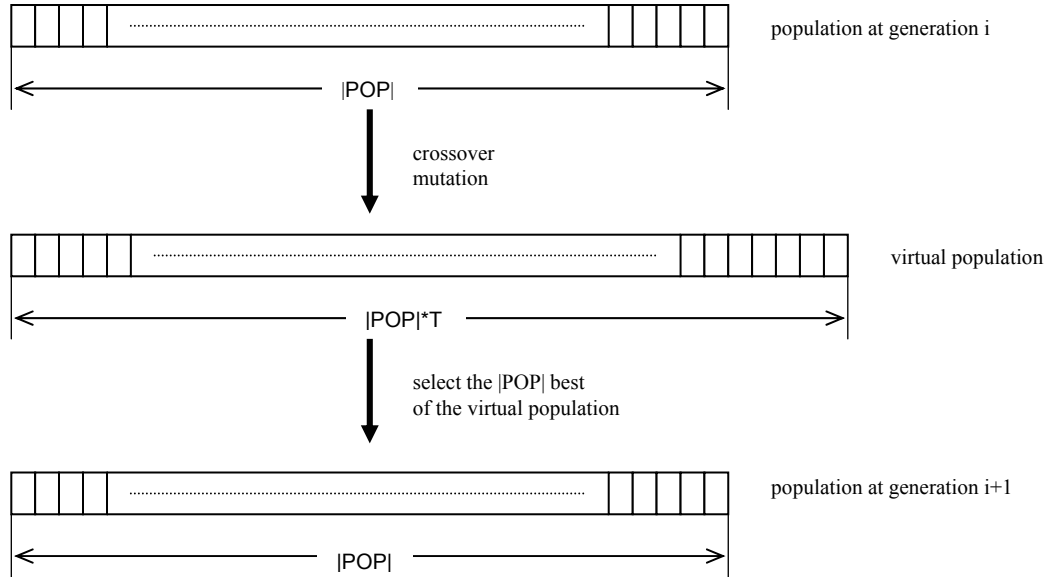 population at generation i
|POP|
crossover
mutation
virtual population
|POP|*T
select the |POP| best
of the virtual population
population at generation i+1
|POP|